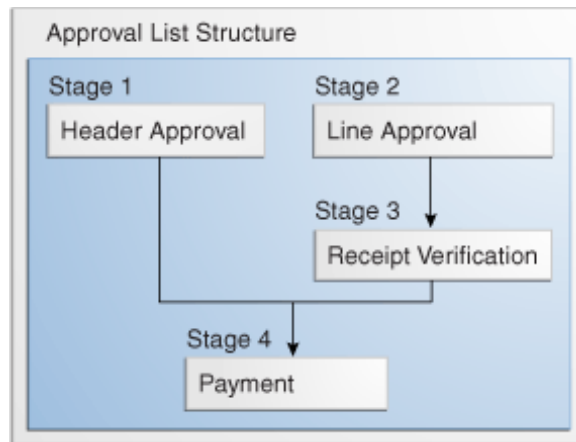 Approval List Structure
Stage 1
Header Approval
Stage 2
Line Approval
Stage 3
Receipt Verification
Stage 4
Payment